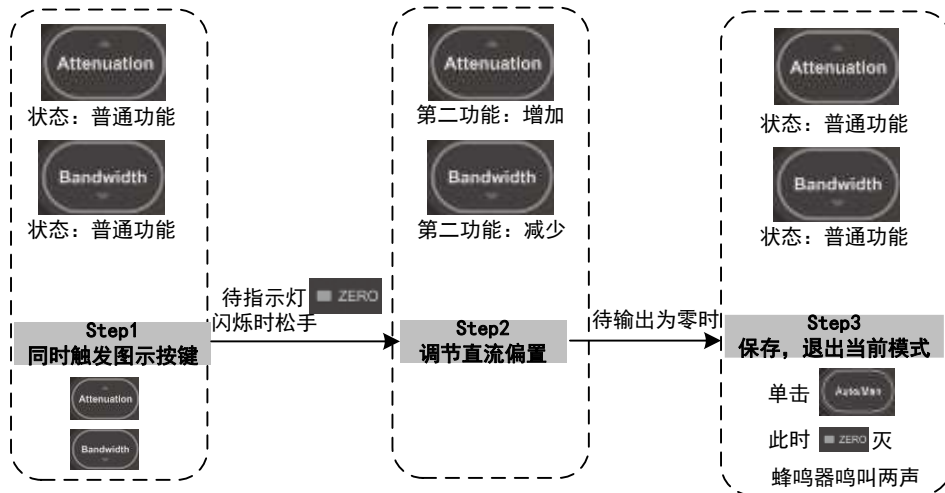 Attenuation
状态：普通功能
Bandwidth
状态：普通功能
Step1
同时触发图示按键
Attenuation
Bandwidth
待指示灯 ZERO
闪烁时松手
Attenuation
第二功能：增加
Bandwidth
第二功能：减少
Step2
调节直流偏置
待输出为零时
Attenuation
状态：普通功能
Bandwidth
状态：普通功能
Step3
保存，退出当前模式
单击 Auto/Man
此时 ZERO 灭
蜂鸣器鸣叫两声